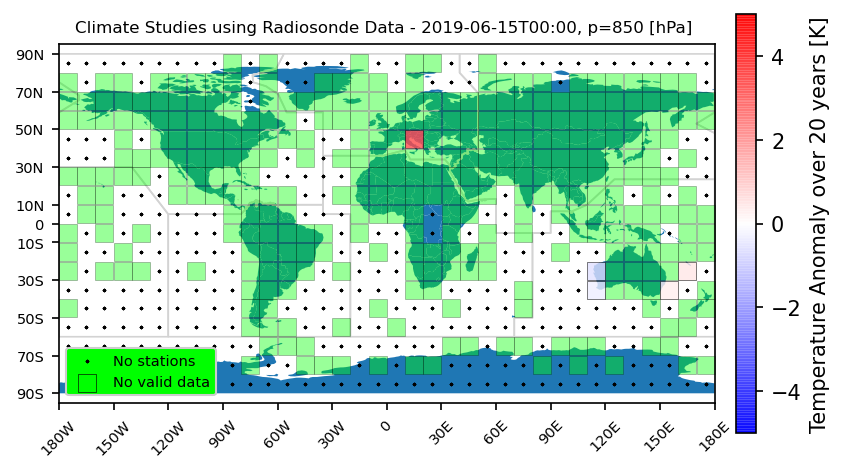 Climate Studies using Radiosonde Data - 2019-06-15T00:00, p=850 [hPa]
90N
70N
50N
30N
10N
0
10S
30S
50S
70S
90S
No stations
No valid data
180W
150W
120W
90W
60W
30W
0
30E
60E
90E
120E
150E
180E
4
2
0
−2
−4
Temperature Anomaly over 20 years [K]